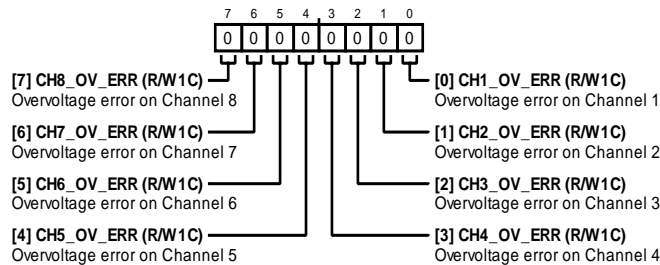 7 6 5 4 3 2 1 0
0 0 0 0 0 0 0 0
[7] CH8_OV_ERR (R/W1C)
Overvoltage error on Channel 8
[6] CH7_OV_ERR (R/W1C)
Overvoltage error on Channel 7
[5] CH6_OV_ERR (R/W1C)
Overvoltage error on Channel 6
[4] CH5_OV_ERR (R/W1C)
Overvoltage error on Channel 5
[0] CH1_OV_ERR (R/W1C)
Overvoltage error on Channel 1
[1] CH2_OV_ERR (R/W1C)
Overvoltage error on Channel 2
[2] CH3_OV_ERR (R/W1C)
Overvoltage error on Channel 3
[3] CH4_OV_ERR (R/W1C)
Overvoltage error on Channel 4